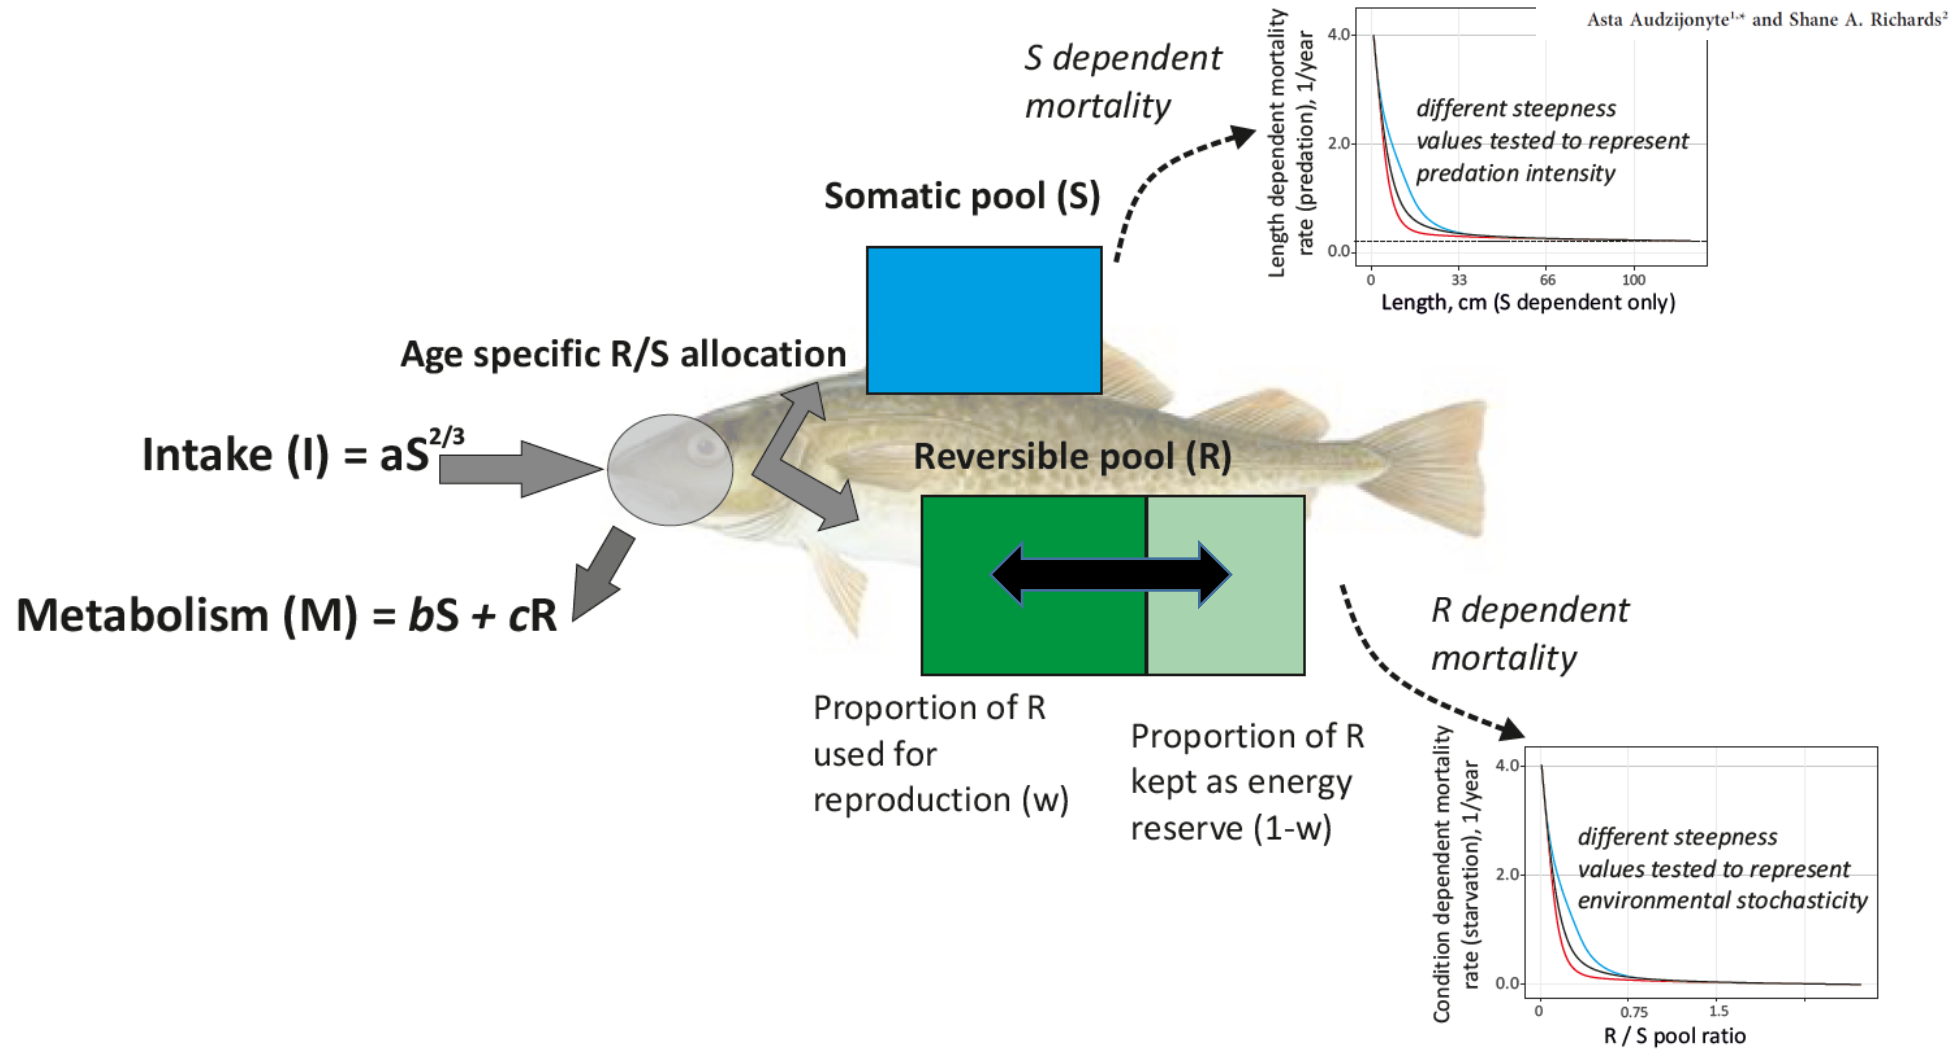 Asta Audzijonyte¹,* and Shane A. Richards²
S dependent
mortality
Length dependent mortality
rate (predation), 1/year
4.0
2.0
0.0
different steepness
values tested to represent
predation intensity
0 33 66 100
Length, cm (S dependent only)
Somatic pool (S)
Age specific R/S allocation
Intake (I) = aS^2/3
Reversible pool (R)
Metabolism (M) = bS + cR
R dependent
mortality
Proportion of R
used for
reproduction (w)
Proportion of R
kept as energy
reserve (1-w)
Condition dependent mortality
rate (starvation), 1/year
4.0
2.0
0.0
different steepness
values tested to represent
environmental stochasticity
0 0.75 1.5
R / S pool ratio